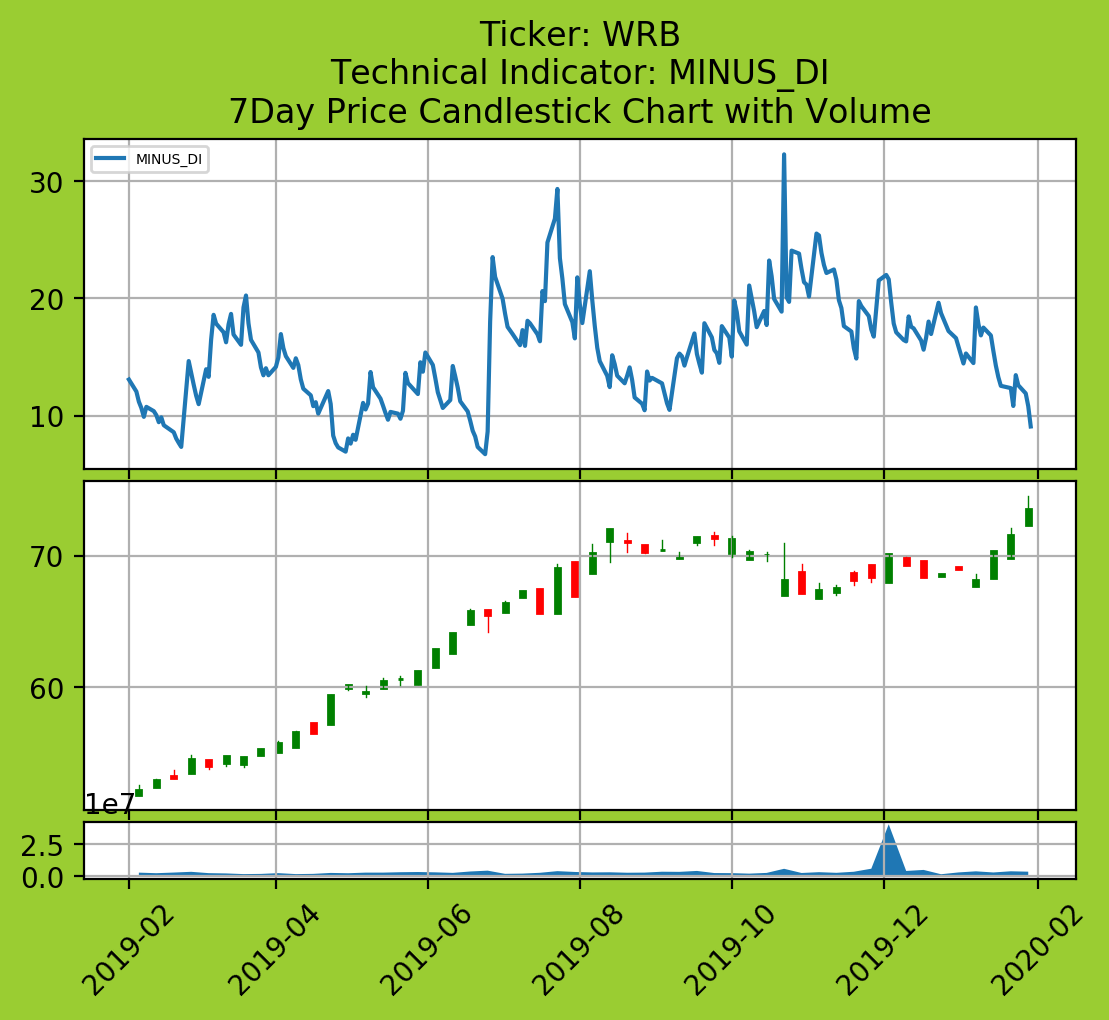 Ticker: WRB
Technical Indicator: MINUS_DI
7Day Price Candlestick Chart with Volume
MINUS_DI
30
20
10
70
60
1e7
2.5
0.0
2019-02
2019-04
2019-06
2019-08
2019-10
2019-12
2020-02